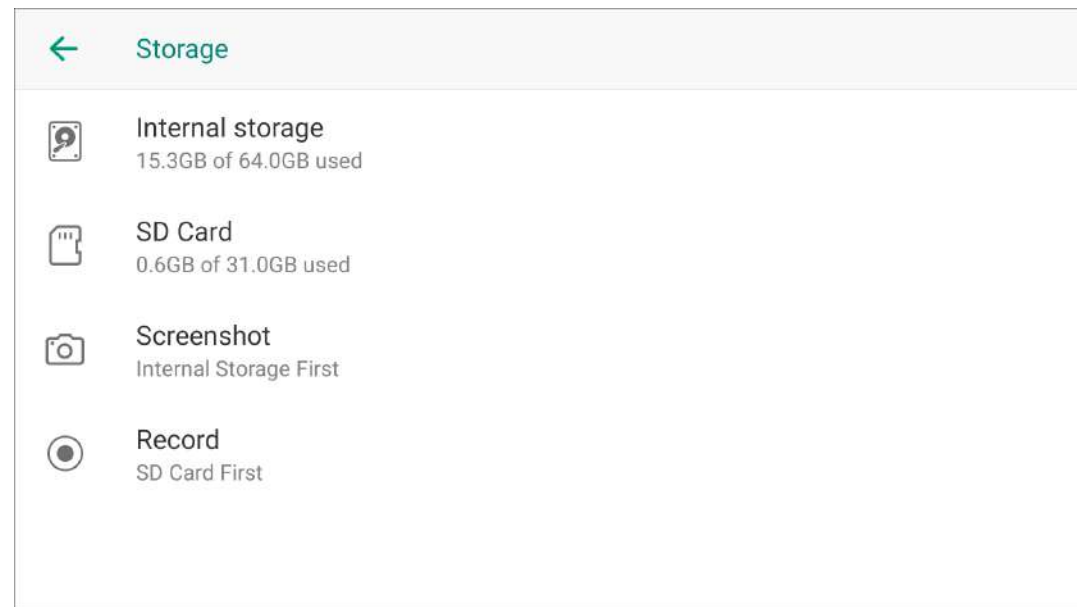 Storage
Internal storage
15.3GB of 64.0GB used
SD Card
0.6GB of 31.0GB used
Screenshot
Internal Storage First
Record
SD Card First